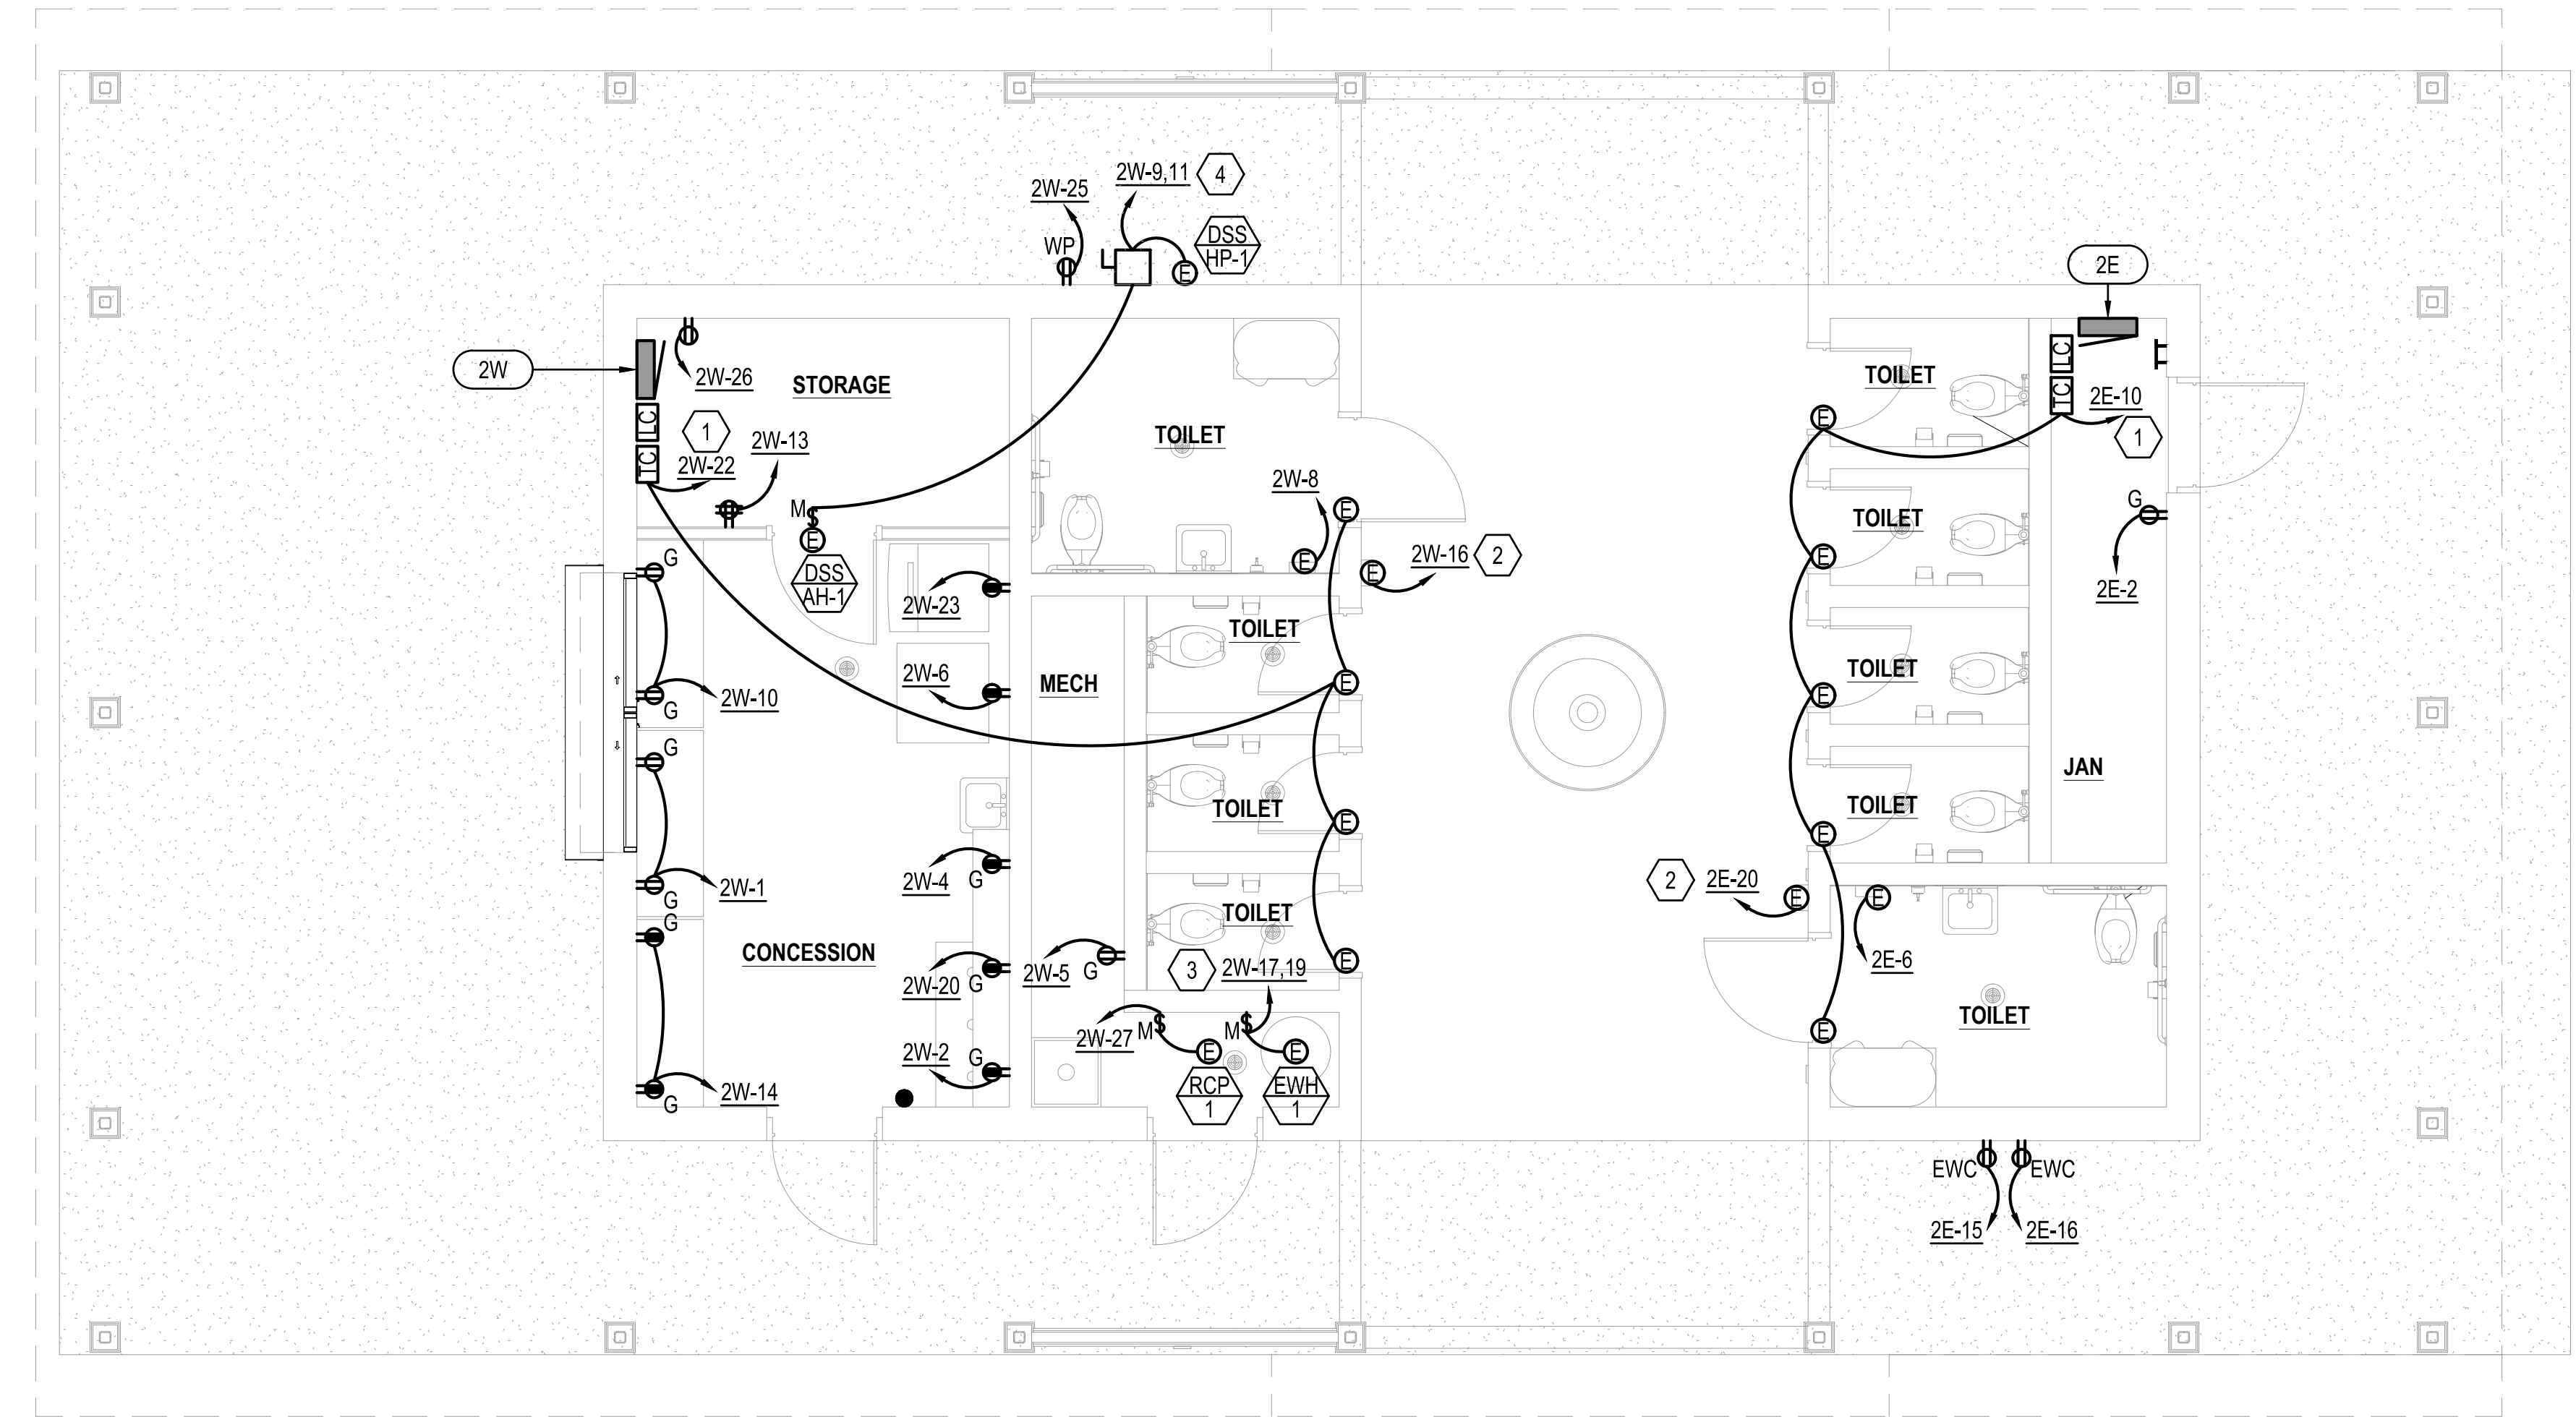 2W-9,11
4
2W-25
WP
DSS
HP-1
E
2E
2W
2W-26
STORAGE
LC
1
2W-13
TC
2W-22
M$
E
DSS
AH-1
TOILET
2W-8
E
E
E
2W-16
2
TOILET
E
LC
TC
2E-10
1
TOILET
E
G
2E-2
G
2W-23
2W-6
MECH
TOILET
E
TOILET
E
G
2W-10
G
2W-1
G
TOILET
E
TOILET
E
JAN
2W-4
G
G
CONCESSION
2W-20
G
2W-5
G
TOILET
3
2W-17,19
E
2
2E-20
E
E
2E-6
TOILET
E
2W-27
M$
E
M$
E
2W-2
G
RCP
1
EWH
1
2W-14
G
EWC
EWC
2E-15
2E-16